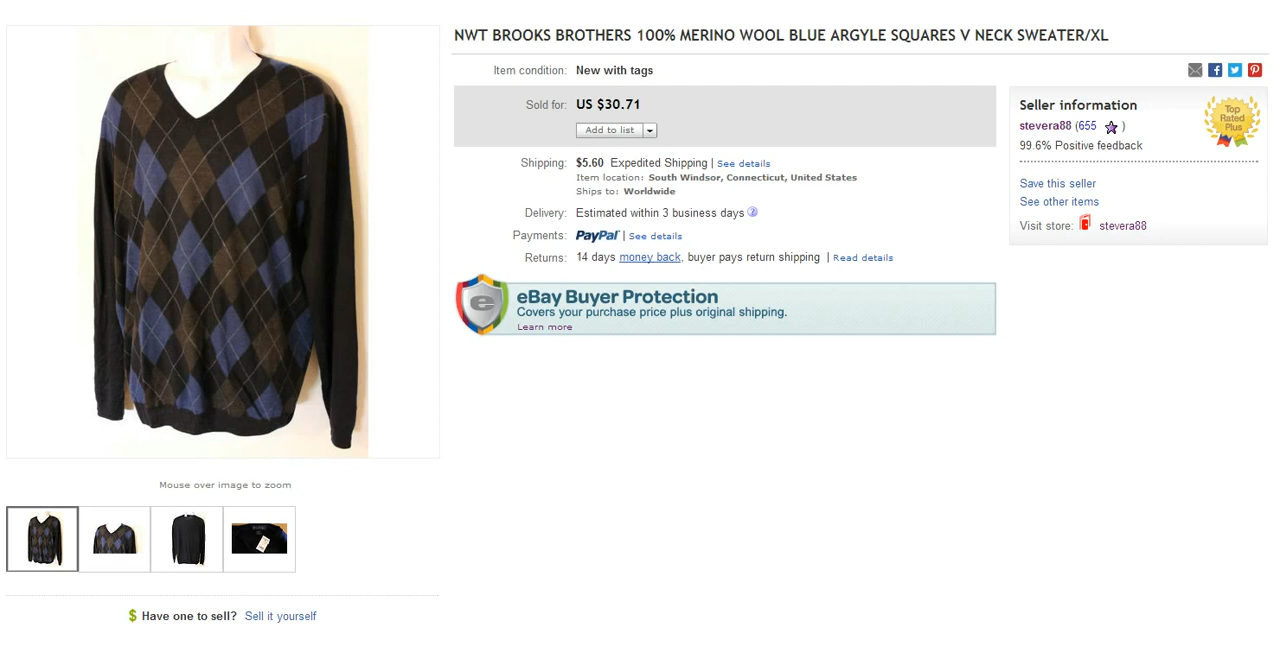 NWT BROOKS BROTHERS 100% MERINO WOOL BLUE ARGYLE SQUARES V NECK SWEATER/XL
Item condition: New with tags
Sold for: US $30.71
Add to list
Shipping: $5.60 Expedited Shipping | See details
Item location: South Windsor, Connecticut, United States
Ships to: Worldwide
Delivery: Estimated within 3 business days
Payments: PayPal | See details
Returns: 14 days money back, buyer pays return shipping | Read details
e
eBay Buyer Protection
Covers your purchase price plus original shipping.
Learn more
Seller information
stevera88 (655 )
99.6% Positive feedback
Top
Rated
Plus
Save this seller
See other items
Visit store: stevera88
Mouse over image to zoom
$ Have one to sell? Sell it yourself